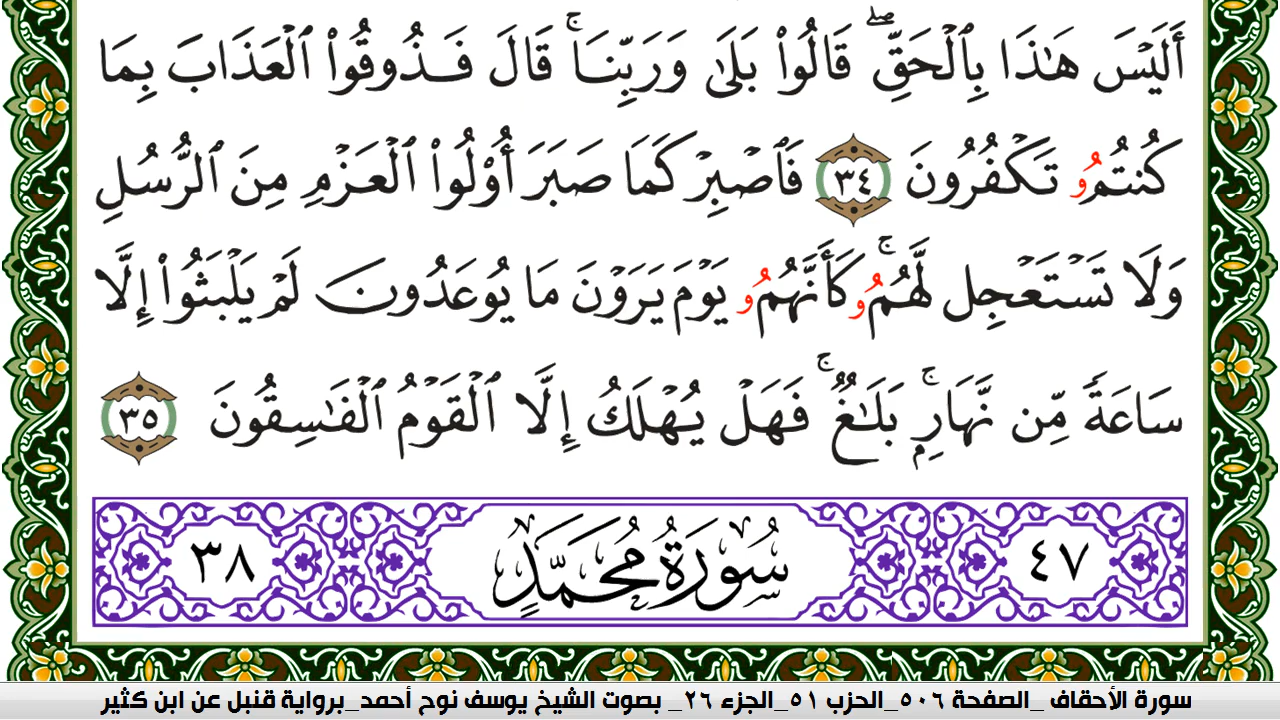 أَلَيْسَ هَٰذَا بِٱلْحَقِّۖ قَالُوا۟ بَلَىٰ وَرَبِّنَاۚ قَالَ فَذُوقُوا۟ ٱلْعَذَابَ بِمَا
كُنتُمُۥ تَكْفُرُونَ ٣٤ فَٱصْبِرْ كَمَا صَبَرَ أُو۟لُوا۟ ٱلْعَزْمِ مِنَ ٱلرُّسُلِ
وَلَا تَسْتَعْجِل لَّهُمُۥۚ كَأَنَّهُمُۥ يَوْمَ يَرَوْنَ مَا يُوعَدُونَ لَمْ يَلْبَثُوا۟ إِلَّا
سَاعَةً مِّن نَّهَارٍۭۚ بَلَٰغٌۚ فَهَلْ يُهْلَكُ إِلَّا ٱلْقَوْمُ ٱلْفَٰسِقُونَ ٣٥
٤٧ سُورَةُ مُحَمَّدٍ ٣٨
سورة الأحقاف _الصفحة ٥٠٦_الحزب ٥١_الجزء ٢٦_ بصوت الشيخ يوسف نوح أحمد_برواية قنبل عن ابن كثير